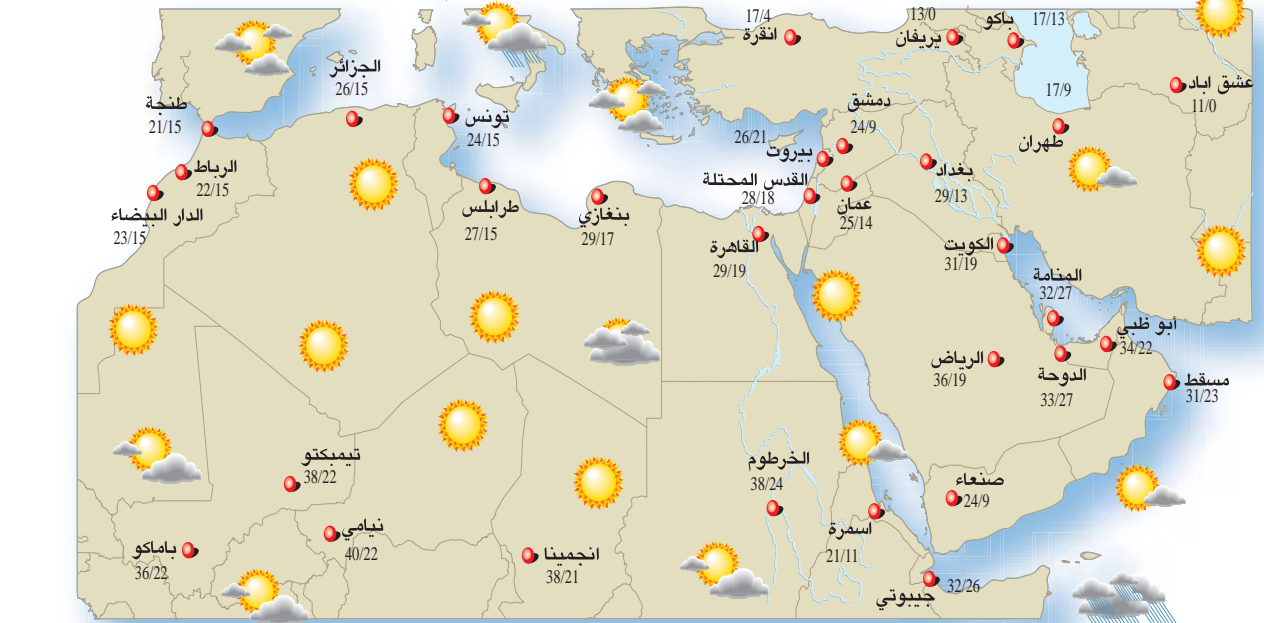 17/4
انقرة
13/0
يريفان
باكو
17/13
17/9
عشق اباد
11/0
طهران
الجزائر
26/15
طنجة
21/15
تونس
24/15
دمشق
24/9
26/21
بيروت
بغداد
29/13
الرباط
22/15
القدس المحتلة
28/18
عمان
25/14
طرابلس
27/15
بنغازي
29/17
الدار البيضاء
23/15
القاهرة
29/19
الكويت
31/19
المنامة
32/27
أبو ظبي
34/22
الرياض
36/19
الدوحة
33/27
مسقط
31/23
تيمبكتو
38/22
الخرطوم
38/24
صنعاء
24/9
نيامي
40/22
باماكو
36/22
انجمينا
38/21
اسمرة
21/11
32/26
جيبوتي